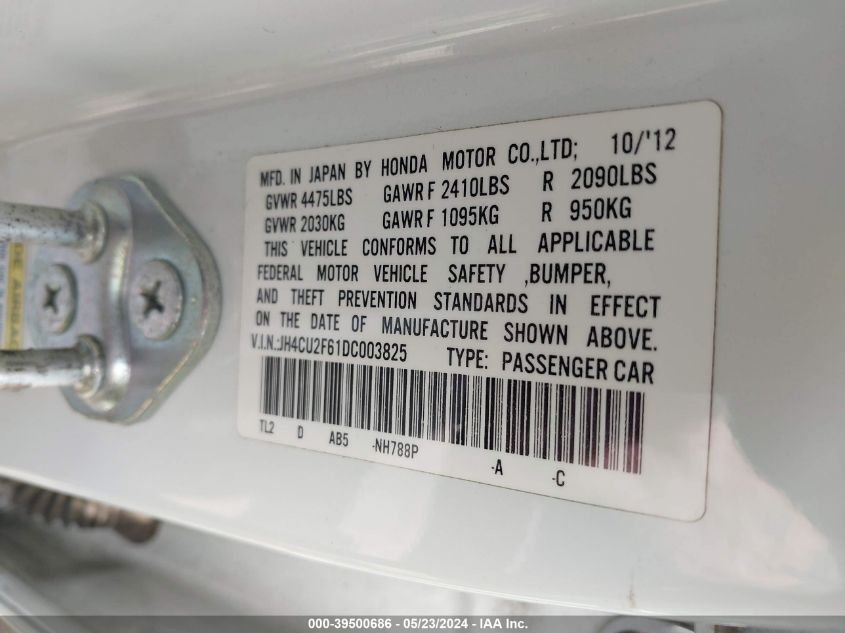 MFD. IN JAPAN BY HONDA MOTOR CO.,LTD; 10/'12
GVWR 4475LBS GAWR F 2410LBS R 2090LBS
GVWR 2030KG GAWR F 1095KG R 950KG
THIS VEHICLE CONFORMS TO ALL APPLICABLE
FEDERAL MOTOR VEHICLE SAFETY ,BUMPER,
AND THEFT PREVENTION STANDARDS IN EFFECT
ON THE DATE OF MANUFACTURE SHOWN ABOVE.
V.I.N.:JH4CU2F61DC003825 TYPE: PASSENGER CAR
TL2 D AB5 -NH788P -A -C
000-39500686 - 05/23/2024 - IAA Inc.